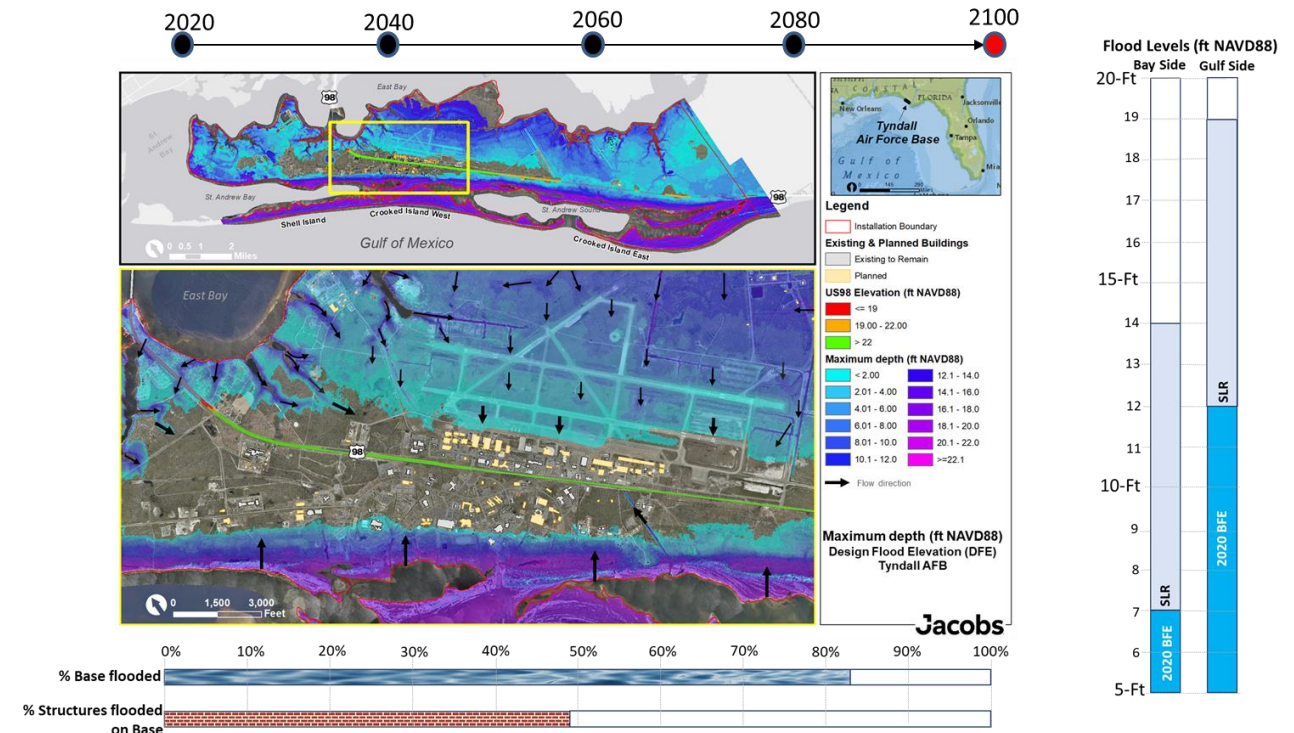 2020 2040 2060 2080 2100
98
East Bay
St. Andrew Bay
St. Andrew Bay
Shell Island
Crooked Island West
St. Andrew Sound
Crooked Island East
98
Gulf of Mexico
0 0.5 1 2
Miles
East Bay
98
0 1,500 3,000
Feet
COASTAL
FLORIDA
New Orleans
Jacksonville
Orlando
Tampa
Tyndall
Air Force Base
Gulf of
Mexico
0 145 290
Legend
Installation Boundary
Existing & Planned Buildings
Existing to Remain
Planned
US98 Elevation (ft NAVD88)
<= 19
19.00 - 22.00
> 22
Maximum depth (ft NAVD88)
< 2.00 12.1 - 14.0
2.01 - 4.00 14.1 - 16.0
4.01 - 6.00 16.1 - 18.0
6.01 - 8.00 18.1 - 20.0
8.01 - 10.0 20.1 - 22.0
10.1 - 12.0 >=22.1
Flow direction
Maximum depth (ft NAVD88)
Design Flood Elevation (DFE)
Tyndall AFB
Jacobs
Flood Levels (ft NAVD88)
Bay Side Gulf Side
20-Ft
19
18
17
16
15-Ft
14
13
12
11
10-Ft
9
8
7
6
5-Ft
SLR
2020 BFE
SLR
2020 BFE
0% 10% 20% 30% 40% 50% 60% 70% 80% 90% 100%
% Base flooded
% Structures flooded
on Base